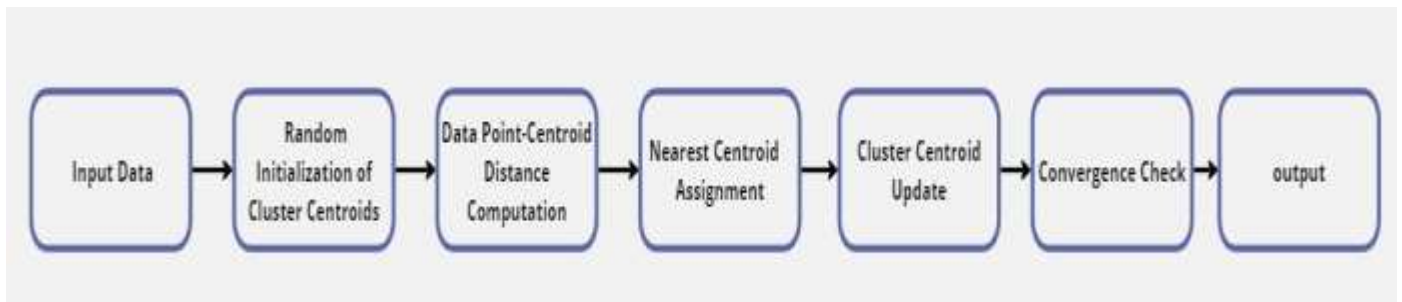 Input Data
Random
Initialization of
Cluster Centroids
Data Point-Centroid
Distance
Computation
Nearest Centroid
Assignment
Cluster Centroid
Update
Convergence Check
output